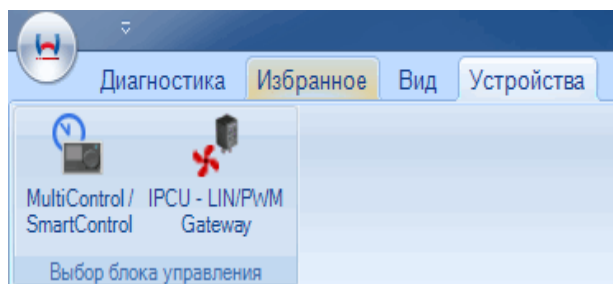 Диагностика Избранное Вид Устройства
MultiControl / IPCU - LIN/PWM
SmartControl Gateway
Выбор блока управления